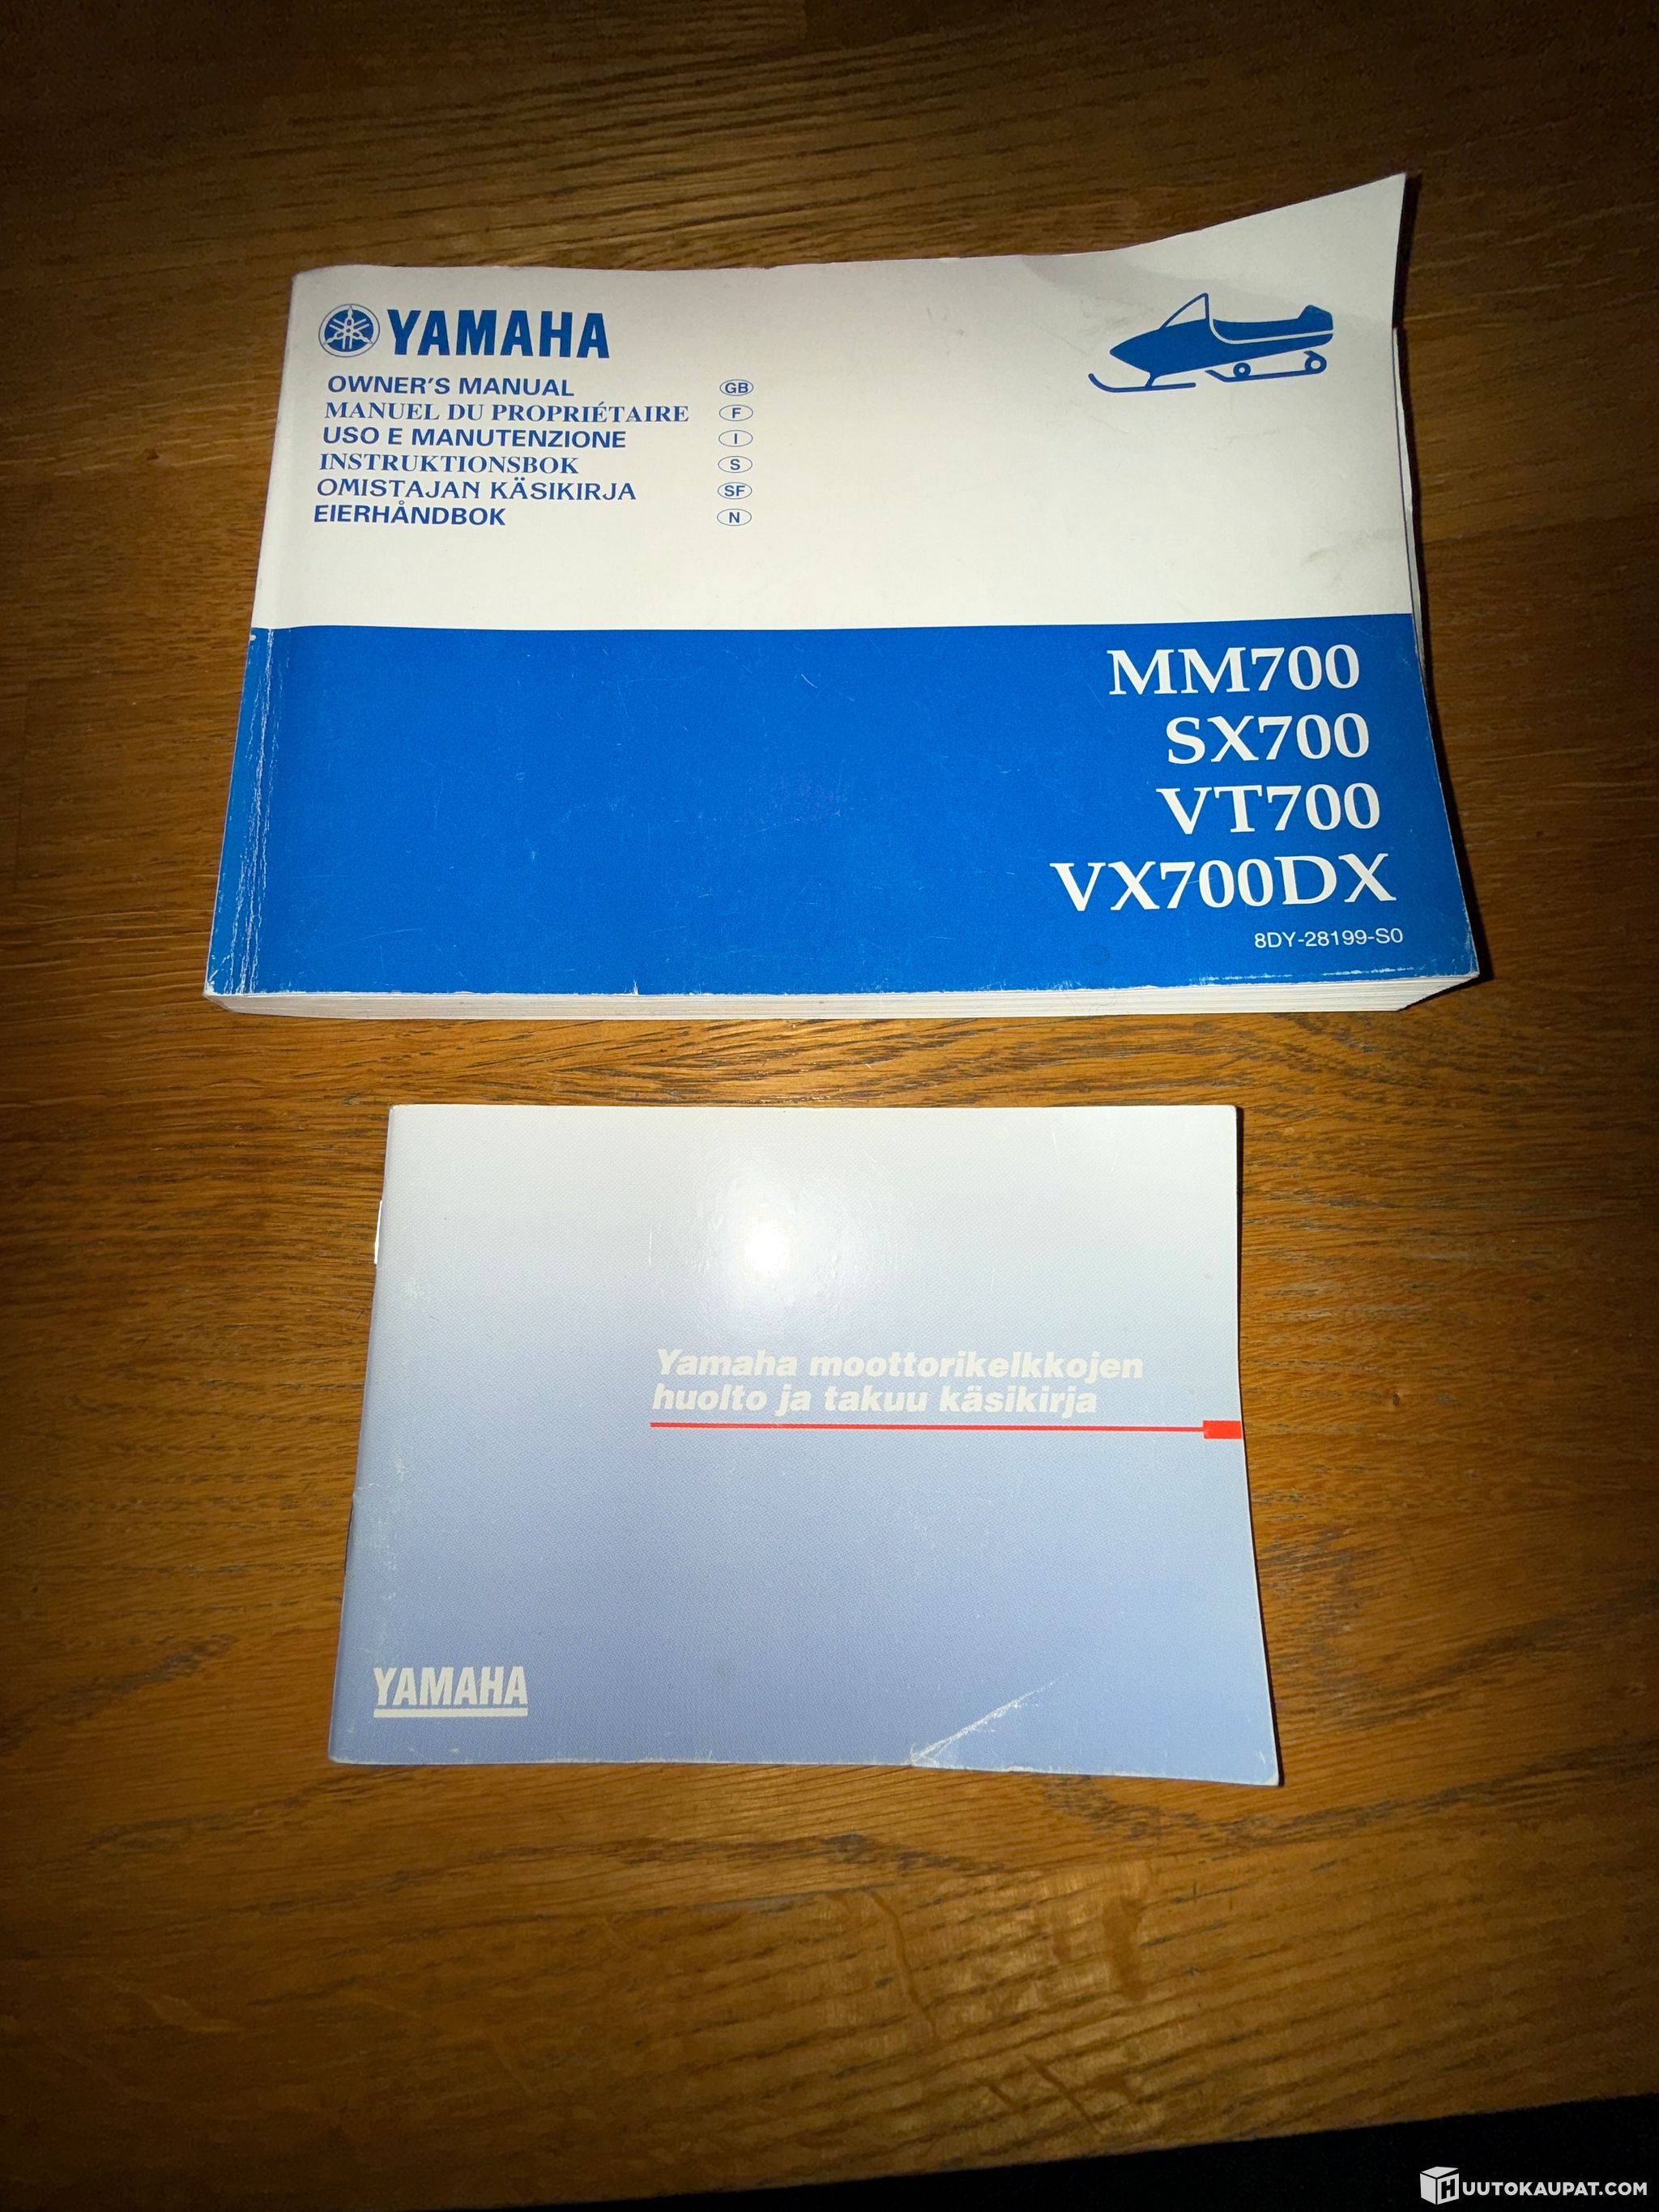 YAMAHA
OWNER'S MANUAL GB
MANUEL DU PROPRIÉTAIRE F
USO E MANUTENZIONE I
INSTRUKTIONSBOK S
OMISTAJAN KÄSIKIRJA SF
EIERHÅNDBOK N
MM700
SX700
VT700
VX700DX
8DY-28199-S0
Yamaha moottorikelkkojen
huolto ja takuu käsikirja
YAMAHA
HUUTOKAUPAT.COM